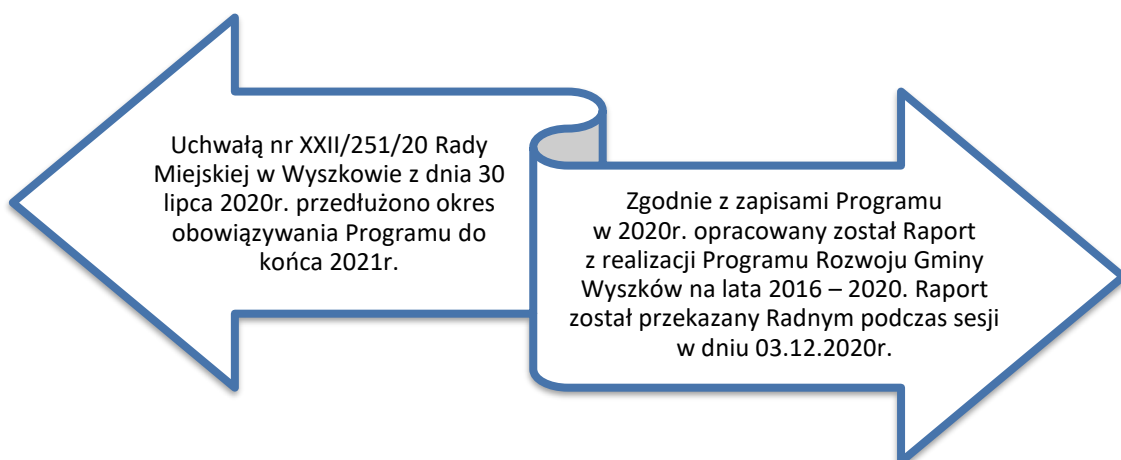 Uchwałą nr XXII/251/20 Rady
Miejskiej w Wyszkowie z dnia 30
lipca 2020r. przedłużono okres
obowiązywania Programu do
końca 2021r.
Zgodnie z zapisami Programu
w 2020r. opracowany został Raport
z realizacji Programu Rozwoju Gminy
Wyszków na lata 2016 – 2020. Raport
został przekazany Radnym podczas sesji
w dniu 03.12.2020r.